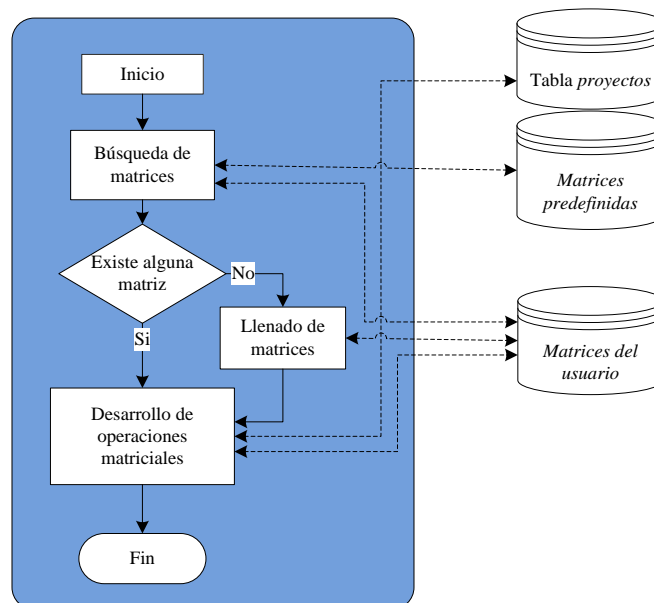 Inicio
Tabla proyectos
Búsqueda de
matrices
Matrices
predefinidas
Existe alguna
matriz
No
Llenado de
matrices
Si
Matrices del
usuario
Desarrollo de
operaciones
matriciales
Fin